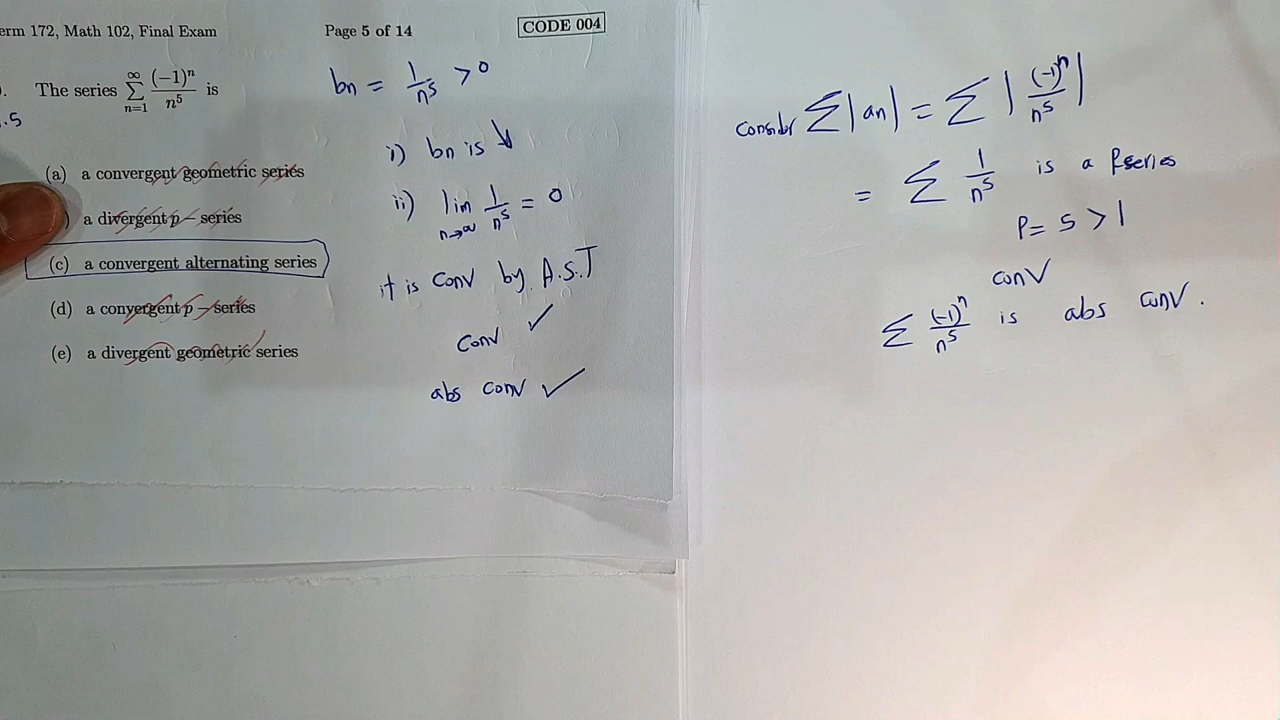 erm 172, Math 102, Final Exam Page 5 of 14 CODE 004
The series ∑_{n=1}^{∞} (-1)^n / n^5 is
.5
(a) a convergent geometric series
) a divergent p − series
(c) a convergent alternating series
(d) a convergent p − series
(e) a divergent geometric series
bn = 1/n^5 > 0
i) bn is ↓
ii) lim_{n→∞} 1/n^5 = 0
it is conv by A.S.T
conv ✓
abs conv ✓
consider ∑|an| = ∑ |(-1)^n / n^5|
= ∑ 1/n^5 is a Pseries
P = 5 > 1
conv
∑ (-1)^n / n^5 is abs conv.